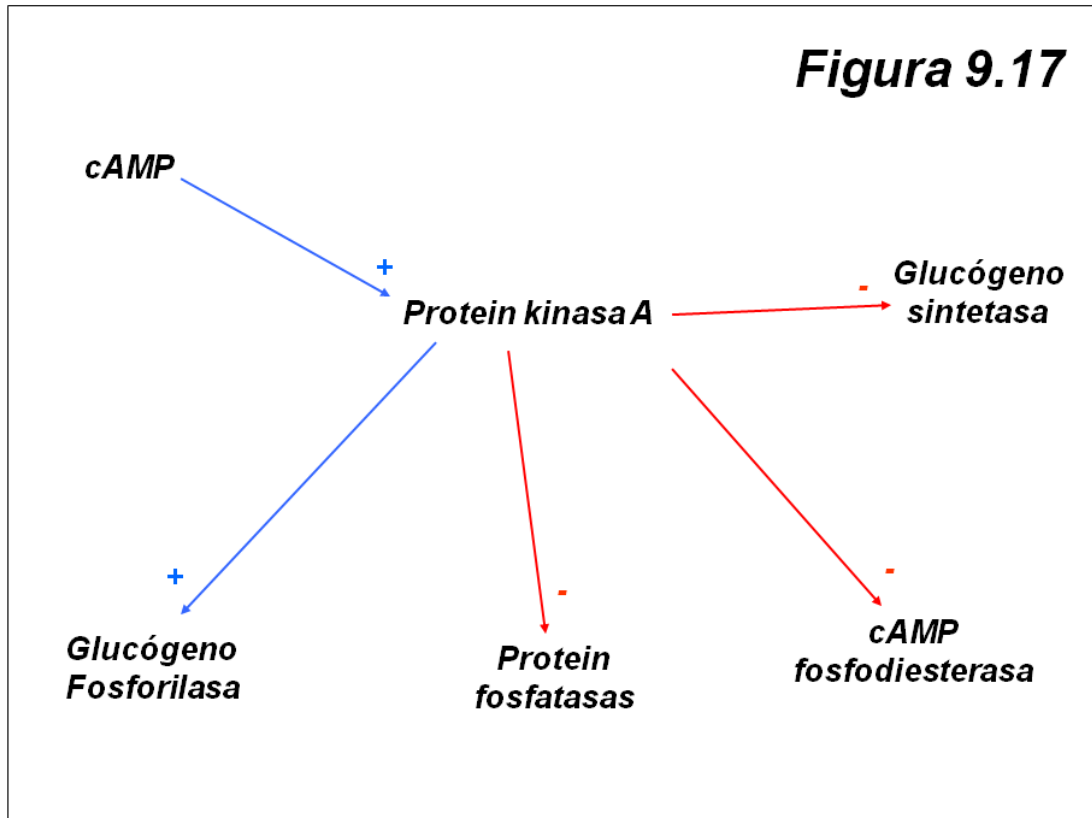 Figura 9.17
cAMP
+
Protein kinasa A
-
Glucógeno
sintetasa
+
Glucógeno
Fosforilasa
-
Protein
fosfatasas
-
cAMP
fosfodiesterasa